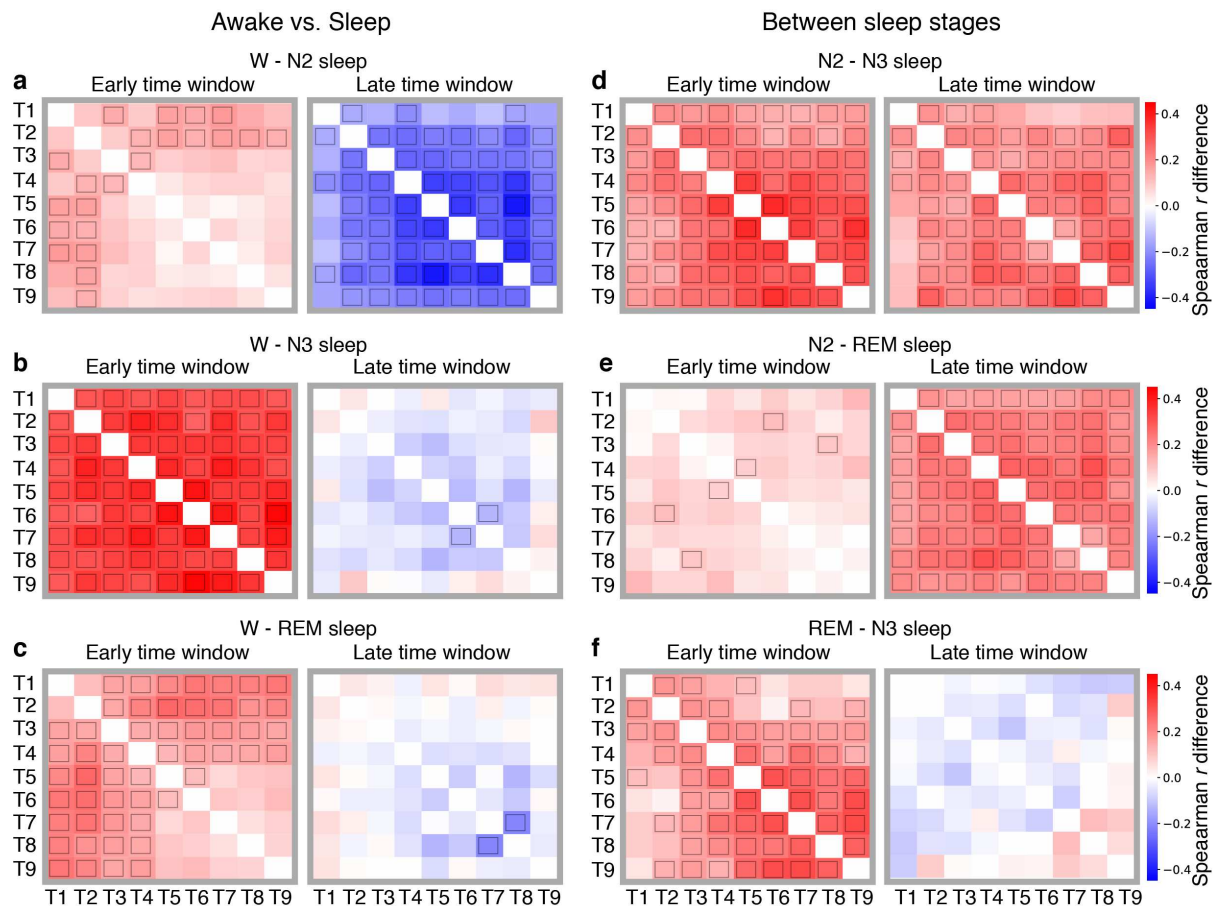 Awake vs. Sleep
Between sleep stages
a
W - N2 sleep
Early time window
Late time window
T1
T2
T3
T4
T5
T6
T7
T8
T9
d
N2 - N3 sleep
Early time window
Late time window
0.4
0.2
0.0
−0.2
−0.4
Speaarman r difference
b
W - N3 sleep
Early time window
Late time window
T1
T2
T3
T4
T5
T6
T7
T8
T9
e
N2 - REM sleep
Early time window
Late time window
0.4
0.2
0.0
−0.2
−0.4
Speaarman r difference
c
W - REM sleep
Early time window
Late time window
T1
T2
T3
T4
T5
T6
T7
T8
T9
T1 T2 T3 T4 T5 T6 T7 T8 T9
T1 T2 T3 T4 T5 T6 T7 T8 T9
f
REM - N3 sleep
Early time window
Late time window
T1 T2 T3 T4 T5 T6 T7 T8 T9
T1 T2 T3 T4 T5 T6 T7 T8 T9
0.4
0.2
0.0
−0.2
−0.4
Speaarman r difference